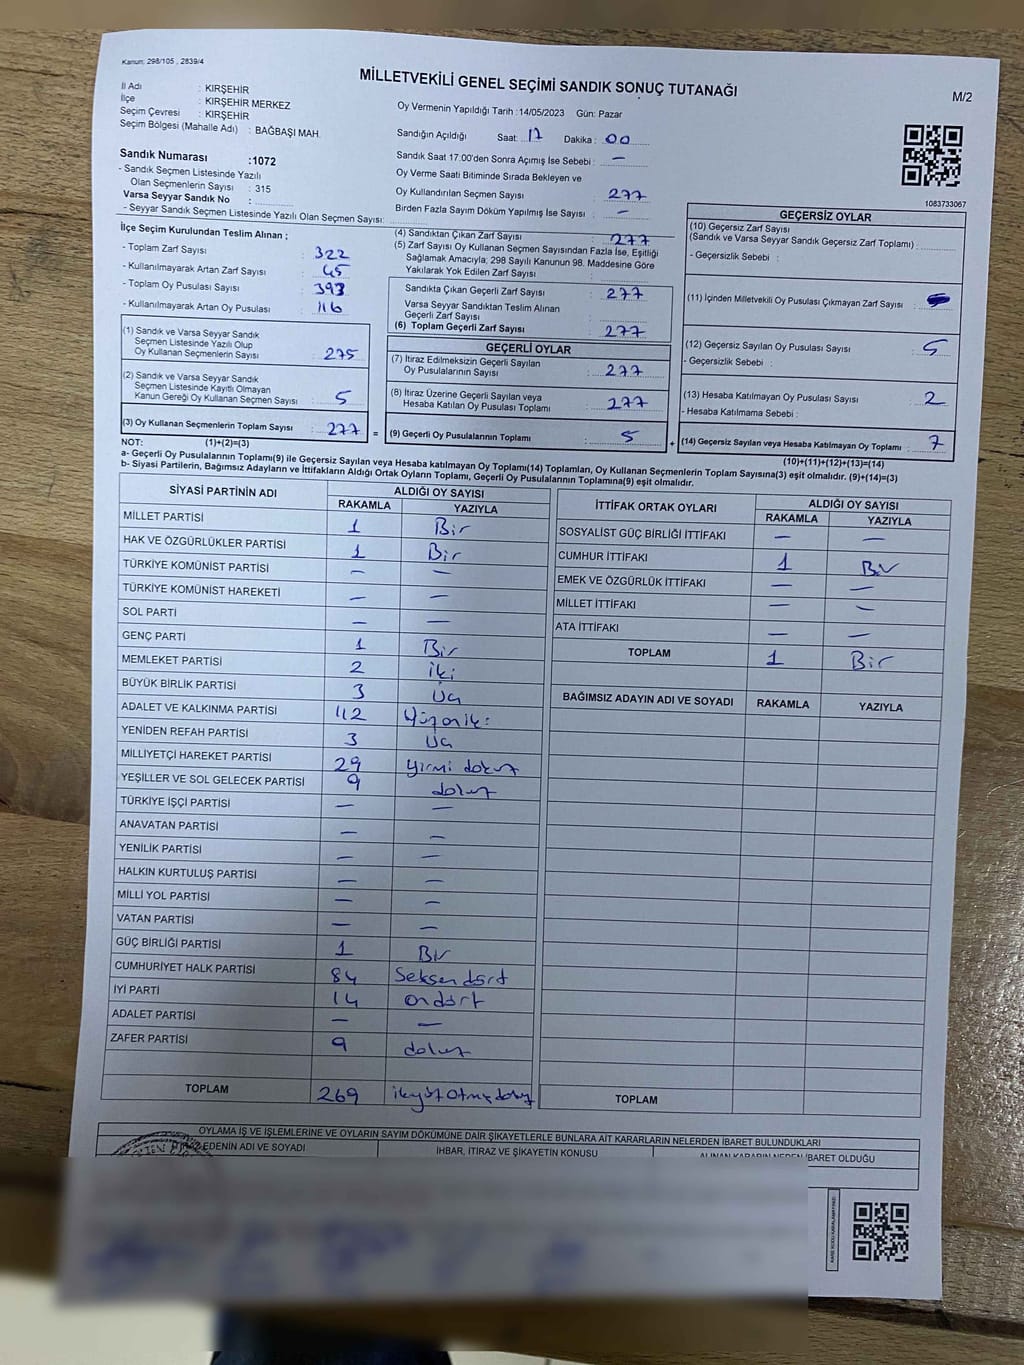 Kanun: 298/105 , 2839/4
MİLLETVEKİLİ GENEL SEÇİMİ SANDIK SONUÇ TUTANAĞI
M/2
İl Adı : KIRŞEHİR
İlçe : KIRŞEHİR MERKEZ
Seçim Çevresi : KIRŞEHİR
Seçim Bölgesi (Mahalle Adı) : BAĞBAŞI MAH.
Sandık Numarası :1072
- Sandık Seçmen Listesinde Yazılı
Olan Seçmenlerin Sayısı : 315
Varsa Seyyar Sandık No :
- Seyyar Sandık Seçmen Listesinde Yazılı Olan Seçmen Sayısı:
Oy Vermenin Yapıldığı Tarih :14/05/2023 Gün: Pazar
Sandığın Açıldığı Saat: 17 Dakika : 00
Sandık Saat 17:00'den Sonra Açımış İse Sebebi : —
Oy Verme Saati Bitiminde Sırada Bekleyen ve
Oy Kullandırılan Seçmen Sayısı : 277
Birden Fazla Sayım Döküm Yapılmış İse Sayısı : —
1083733067
İlçe Seçim Kurulundan Teslim Alınan ;
- Toplam Zarf Sayısı : 322
- Kullanılmayarak Artan Zarf Sayısı : 45
- Toplam Oy Pusulası Sayısı : 393
- Kullanılmayarak Artan Oy Pusulası : 116
(1) Sandık ve Varsa Seyyar Sandık
Seçmen Listesinde Yazılı Olup
Oy Kullanan Seçmenlerin Sayısı : 275
(2) Sandık ve Varsa Seyyar Sandık
Seçmen Listesinde Kayıtlı Olmayan
Kanun Gereği Oy Kullanan Seçmen Sayısı : 5
(3) Oy Kullanan Seçmenlerin Toplam Sayısı : 277 =
(4) Sandıktan Çıkan Zarf Sayısı : 277
(5) Zarf Sayısı Oy Kullanan Seçmen Sayısından Fazla İse, Eşitliği
Sağlamak Amacıyla; 298 Sayılı Kanunun 98. Maddesine Göre
Yakılarak Yok Edilen Zarf Sayısı :
Sandıkta Çıkan Geçerli Zarf Sayısı : 277
Varsa Seyyar Sandıktan Teslim Alınan
Geçerli Zarf Sayısı :
(6) Toplam Geçerli Zarf Sayısı : 277
GEÇERLİ OYLAR
(7) İtiraz Edilmeksizin Geçerli Sayılan
Oy Pusulalarının Sayısı : 277
(8) İtiraz Üzerine Geçerli Sayılan veya
Hesaba Katılan Oy Pusulası Toplamı : 277
(9) Geçerli Oy Pusulalarının Toplamı : 5 +
GEÇERSİZ OYLAR
(10) Geçersiz Zarf Sayısı
(Sandık ve Varsa Seyyar Sandık Geçersiz Zarf Toplamı) :
- Geçersizlik Sebebi :
(11) İçinden Milletvekili Oy Pusulası Çıkmayan Zarf Sayısı :
(12) Geçersiz Sayılan Oy Pusulası Sayısı : 5
- Geçersizlik Sebebi :
(13) Hesaba Katılmayan Oy Pusulası Sayısı : 2
- Hesaba Katılmama Sebebi :
(14) Geçersiz Sayılan veya Hesaba Katılmayan Oy Toplamı : 7
NOT: (1)+(2)=(3)
(10)+(11)+(12)+(13)=(14)
a- Geçerli Oy Pusulalarının Toplamı(9) ile Geçersiz Sayılan veya Hesaba katılmayan Oy Toplamı(14) Toplamları, Oy Kullanan Seçmenlerin Toplam Sayısına(3) eşit olmalıdır. (9)+(14)=(3)
b- Siyasi Partilerin, Bağımsız Adayların ve İttifakların Aldığı Ortak Oyların Toplamı, Geçerli Oy Pusulalarının Toplamına(9) eşit olmalıdır.
SİYASİ PARTİNİN ADI ALDIĞI OY SAYISI
RAKAMLA YAZIYLA
MİLLET PARTİSİ 1 Bir
HAK VE ÖZGÜRLÜKLER PARTİSİ 1 Bir
TÜRKİYE KOMÜNİST PARTİSİ — —
TÜRKİYE KOMÜNİST HAREKETİ — —
SOL PARTİ — —
GENÇ PARTİ 1 Bir
MEMLEKET PARTİSİ 2 iki
BÜYÜK BİRLİK PARTİSİ 3 Üç
ADALET VE KALKINMA PARTİSİ 112 Yüzoniki
YENİDEN REFAH PARTİSİ 3 Üç
MİLLİYETÇİ HAREKET PARTİSİ 29 yirmi dokuz
YEŞİLLER VE SOL GELECEK PARTİSİ 9 dokuz
TÜRKİYE İŞÇİ PARTİSİ — —
ANAVATAN PARTİSİ — —
YENİLİK PARTİSİ — —
HALKIN KURTULUŞ PARTİSİ — —
MİLLİ YOL PARTİSİ — —
VATAN PARTİSİ — —
GÜÇ BİRLİĞİ PARTİSİ 1 Bir
CUMHURİYET HALK PARTİSİ 84 Seksen dört
İYİ PARTİ 14 ondört
ADALET PARTİSİ — —
ZAFER PARTİSİ 9 dokuz
TOPLAM 269 ikiyüzatmışdokuz
İTTİFAK ORTAK OYLARI ALDIĞI OY SAYISI
RAKAMLA YAZIYLA
SOSYALİST GÜÇ BİRLİĞİ İTTİFAKI — —
CUMHUR İTTİFAKI 1 Bir
EMEK VE ÖZGÜRLÜK İTTİFAKI — —
MİLLET İTTİFAKI — —
ATA İTTİFAKI — —
TOPLAM 1 Bir
BAĞIMSIZ ADAYIN ADI VE SOYADI RAKAMLA YAZIYLA
TOPLAM
OYLAMA İŞ VE İŞLEMLERİNE VE OYLARIN SAYIM DÖKÜMÜNE DAİR ŞİKAYETLERLE BUNLARA AİT KARARLARIN NELERDEN İBARET BULUNDUKLARI
EDENİN ADI VE SOYADI İHBAR, İTİRAZ VE ŞİKAYETİN KONUSU ALINAN KARARIN NEDEN İBARET OLDUĞU